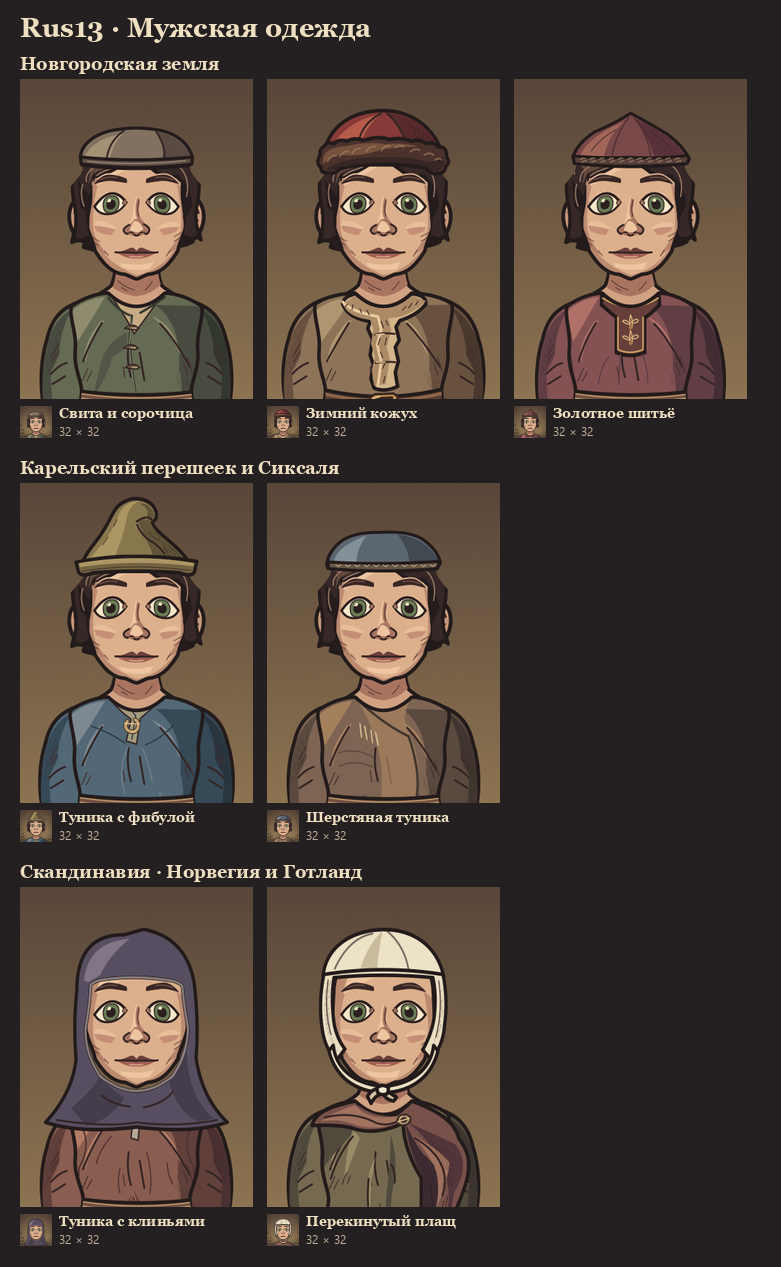 Rus13 · Мужская одежда
Новгородская земля
Свита и сорочица
32 × 32
Зимний кожух
32 × 32
Золотное шитьё
32 × 32
Карельский перешеек и Сиксаля
Туника с фибулой
32 × 32
Шерстяная туника
32 × 32
Скандинавия · Норвегия и Готланд
Туника с клиньями
32 × 32
Перекинутый плащ
32 × 32